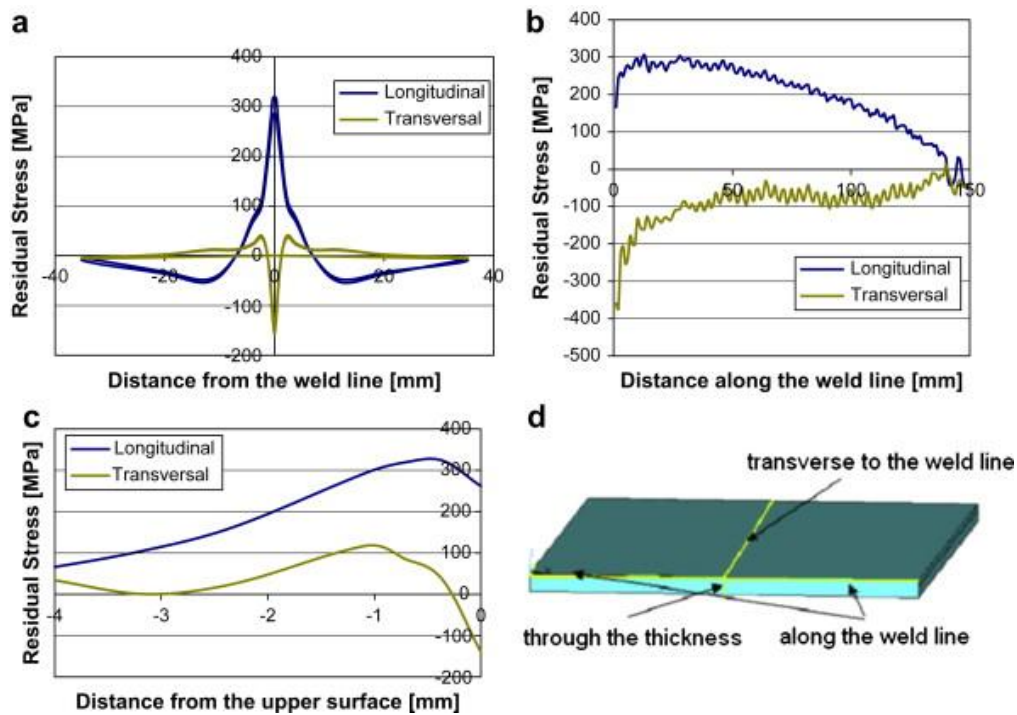 a
Residual Stress [MPa]
400
300
200
100
0
-100
-200
-40
-20
0
20
40
Longitudinal
Transversal
Distance from the weld line [mm]
b
Residual Stress [MPa]
400
300
200
100
0
-100
-200
-300
-400
-500
0
50
100
150
Longitudinal
Transversal
Distance along the weld line [mm]
c
Residual Stress [MPa]
400
300
200
100
0
-100
-200
-4
-3
-2
-1
0
Longitudinal
Transversal
Distance from the upper surface [mm]
d
transverse to the weld line
through the thickness
along the weld line